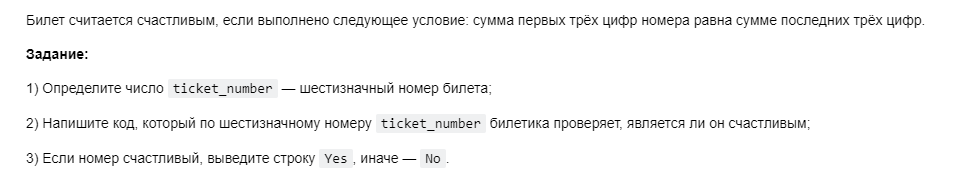 Билет считается счастливым, если выполнено следующее условие: сумма первых трёх цифр номера равна сумме последних трёх цифр.
Задание:
1) Определите число ticket_number — шестизначный номер билета;
2) Напишите код, который по шестизначному номеру ticket_number билетика проверяет, является ли он счастливым;
3) Если номер счастливый, выведите строку Yes , иначе — No .